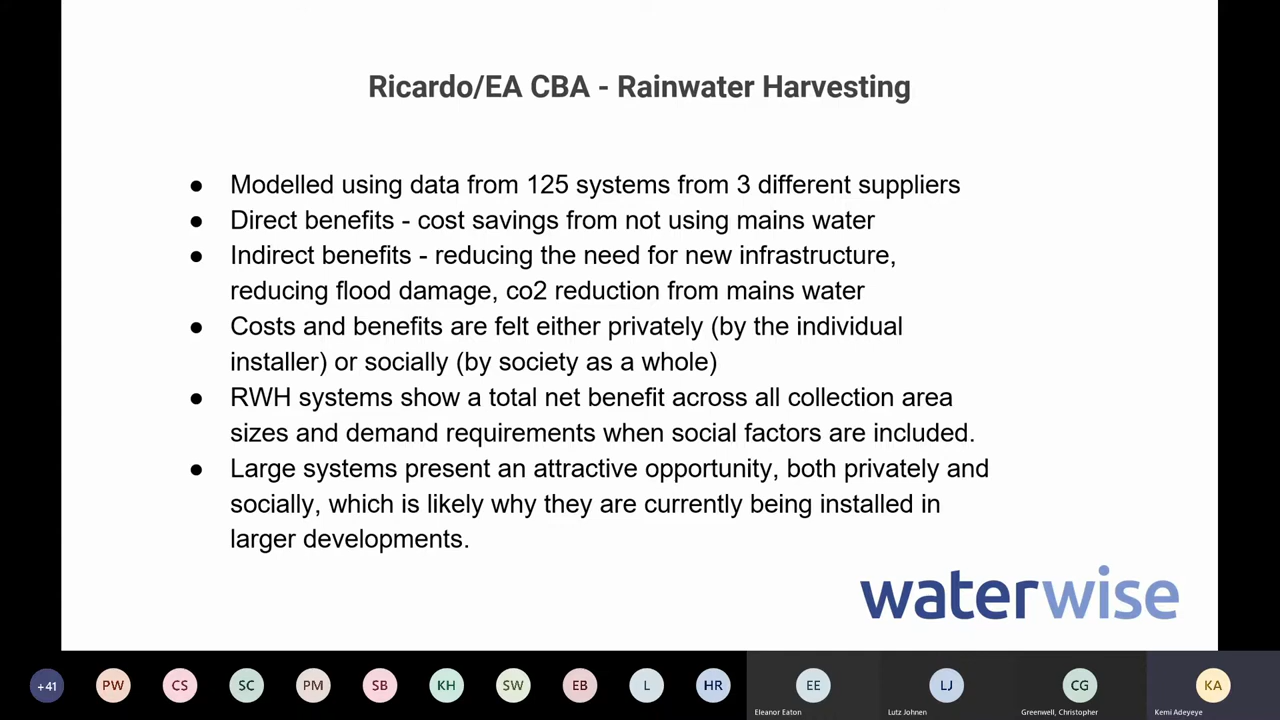 Ricardo/EA CBA - Rainwater Harvesting
● Modelled using data from 125 systems from 3 different suppliers
● Direct benefits - cost savings from not using mains water
● Indirect benefits - reducing the need for new infrastructure,
reducing flood damage, co2 reduction from mains water
● Costs and benefits are felt either privately (by the individual
installer) or socially (by society as a whole)
● RWH systems show a total net benefit across all collection area
sizes and demand requirements when social factors are included.
● Large systems present an attractive opportunity, both privately and
socially, which is likely why they are currently being installed in
larger developments.
waterwise
+41 PW CS SC PM SB KH SW EB L HR EE LJ CG KA
Eleanor Eaton Lutz Johnen Greenwell, Christopher Kemi Adeyeye